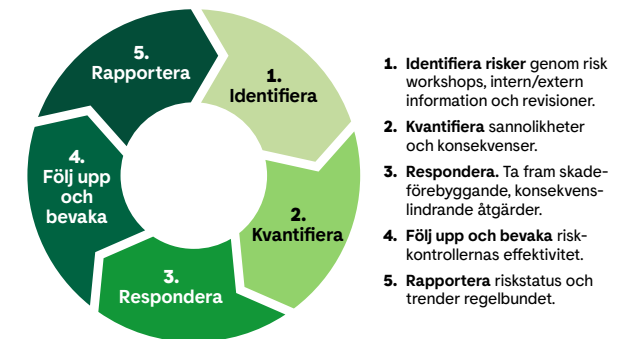 1.
Identifiera
2.
Kvantifiera
3.
Respondera
4.
Följ upp
och
bevaka
5.
Rapportera
1. Identifiera risker genom risk
workshops, intern/extern
information och revisioner.
2. Kvantifiera sannolikheter
och konsekvenser.
3. Respondera. Ta fram skade-
förebyggande, konsekvens-
lindrande åtgärder.
4. Följ upp och bevaka risk-
kontrollernas effektivitet.
5. Rapportera riskstatus och
trender regelbundet.